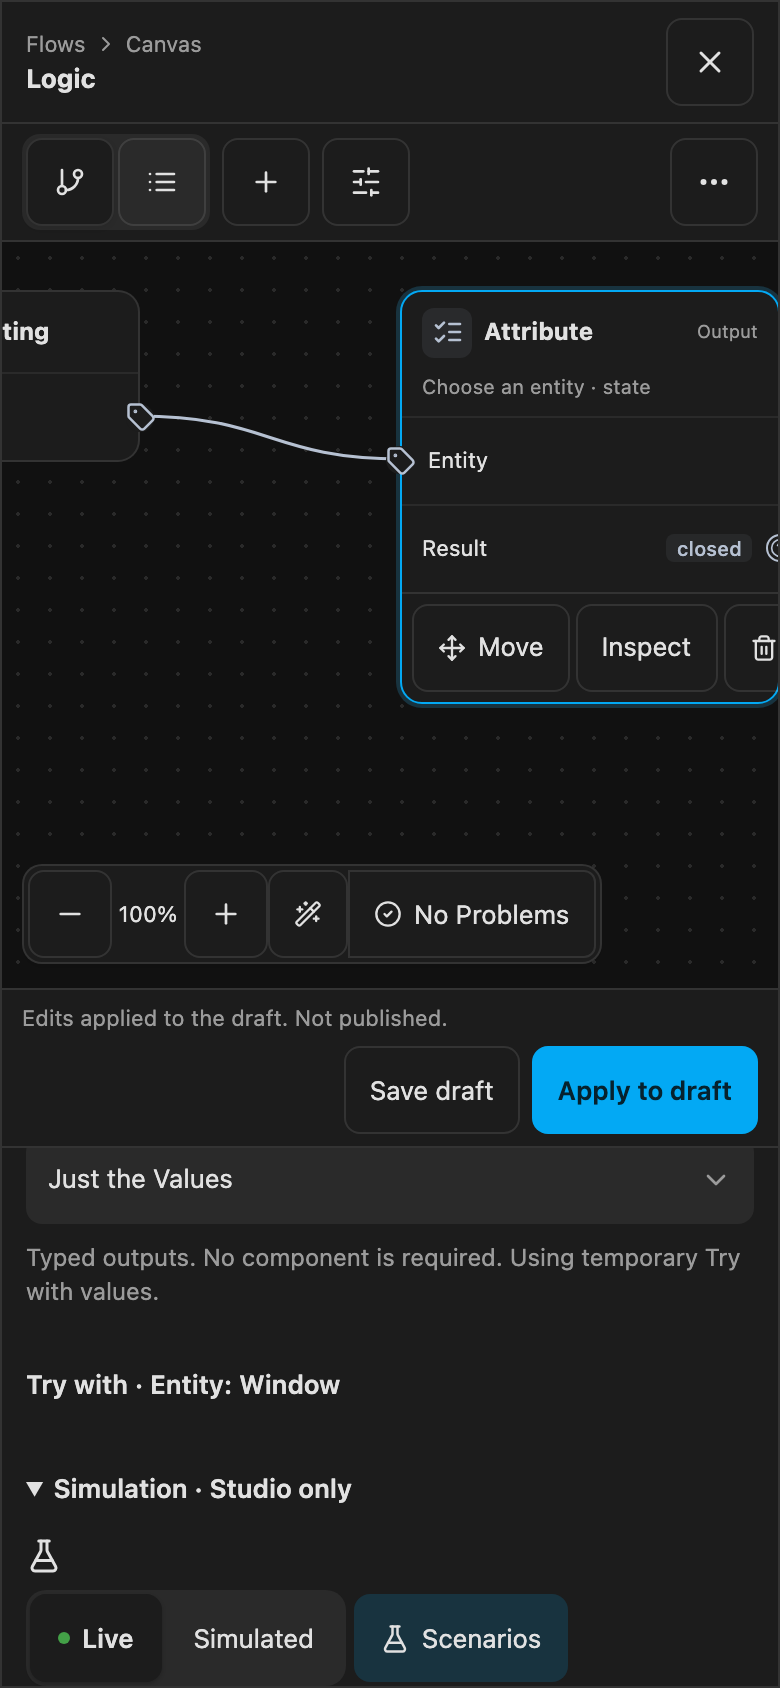 Flows > Canvas
Logic
ting
Attribute
Output
Choose an entity · state
Entity
Result
closed
Move
Inspect
100%
No Problems
Edits applied to the draft. Not published.
Save draft
Apply to draft
Just the Values
Typed outputs. No component is required. Using temporary Try
with values.
Try with · Entity: Window
Simulation · Studio only
Live
Simulated
Scenarios